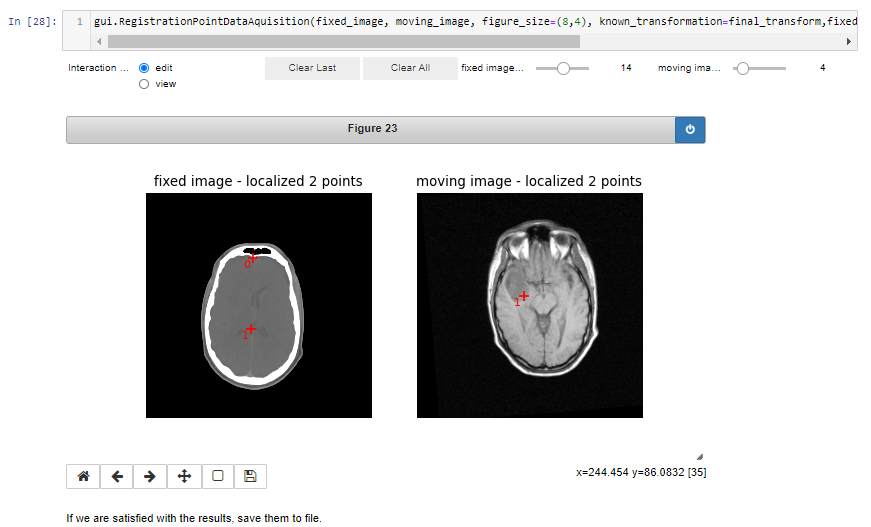 In [28]:
1 gui.RegistrationPointDataAquisition(fixed_image, moving_image, figure_size=(8,4), known_transformation=final_transform,fixed
Interaction ... edit Clear Last Clear All fixed image... 14 moving ima... 4
view
Figure 23
fixed image - localized 2 points moving image - localized 2 points
0
1
1
x=244.454 y=86.0832 [35]
If we are satisfied with the results, save them to file.